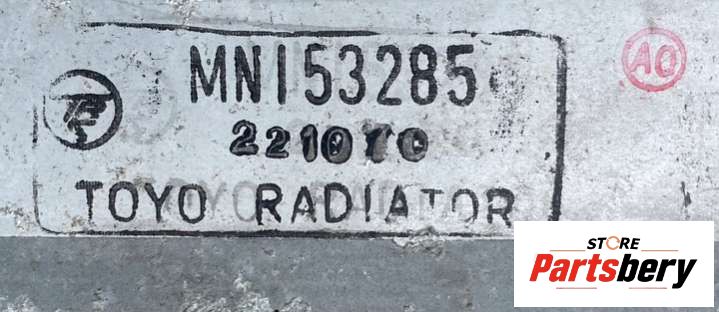 MN153285
AO
TOYO RADIATOR
STORE
Partsbery